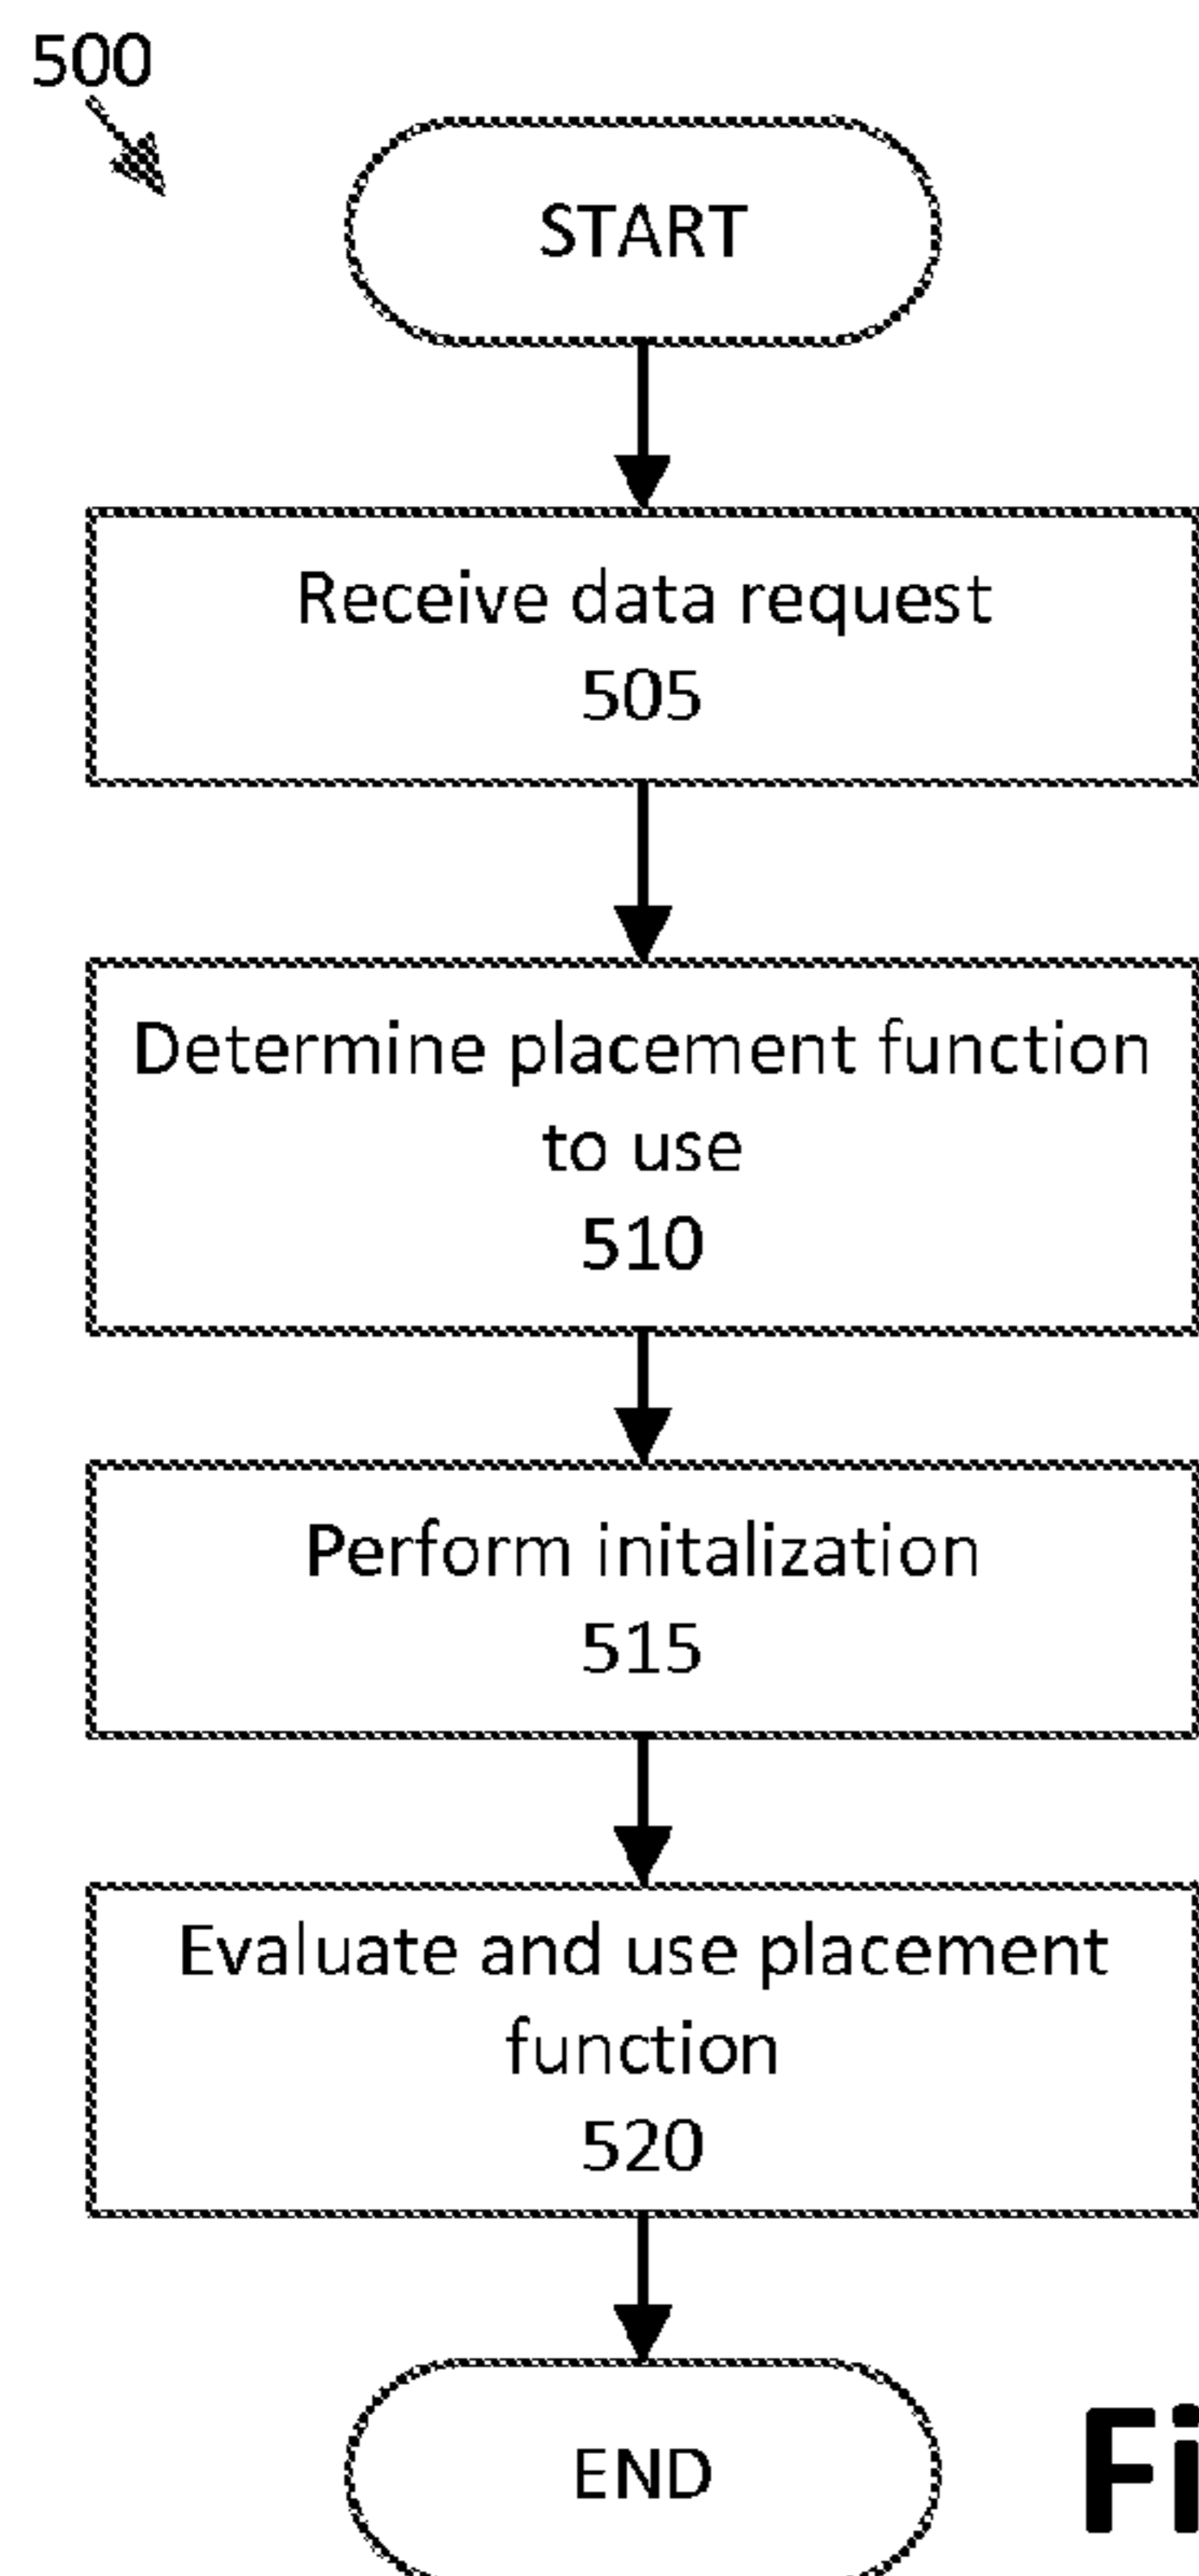 500
START
Receive data request
505
Determine placement function
to use
510
Perform initalization
515
Evaluate and use placement
function
520
END
Fi